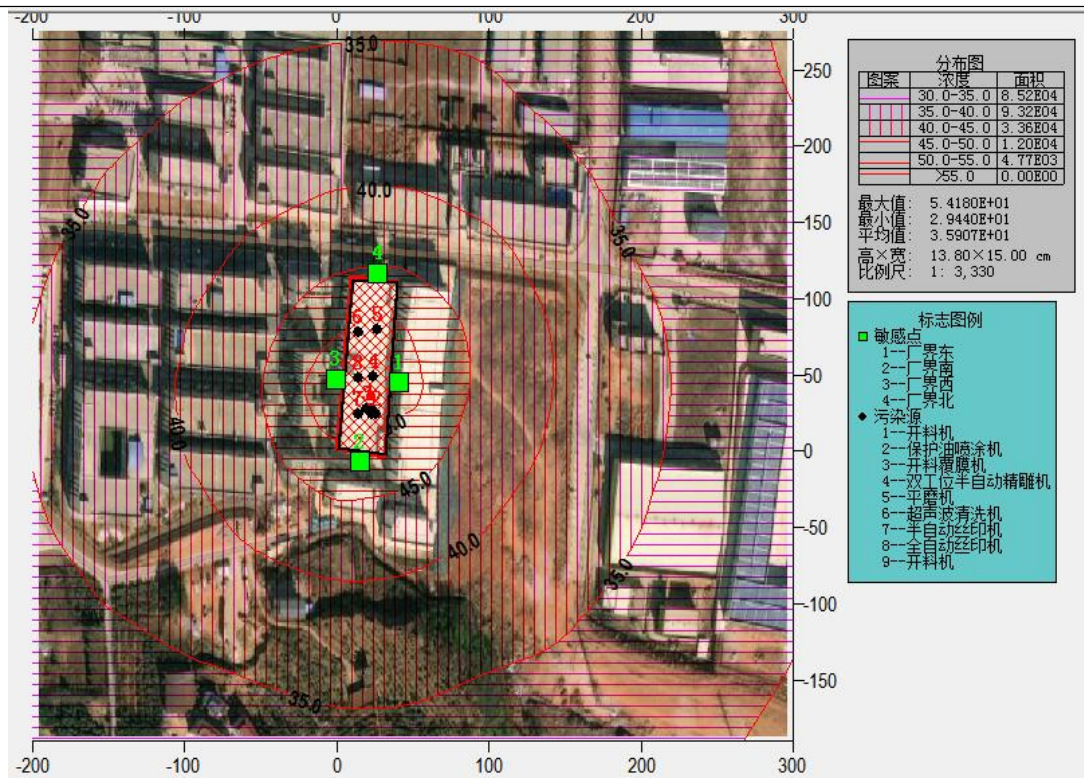 -200 -100 0 100 200 300
250
200
150
100
50
0
-50
-100
-150
-200 -100 0 100 200 300
35.0
40.0
35.0
35.0
40.0
45.0
40.0
35.0
35.0
4
6 5
3 8 4 1
7
2
分布图
图案 浓度 面积
30.0-35.0 8.52E04
35.0-40.0 9.32E04
40.0-45.0 3.36E04
45.0-50.0 1.20E04
50.0-55.0 4.77E03
>55.0 0.00E00
最大值: 5.4180E+01
最小值: 2.9440E+01
平均值: 3.5907E+01
高×宽: 13.80×15.00 cm
比例尺: 1: 3,330
标志图例
敏感点
1--厂界东
2--厂界南
3--厂界西
4--厂界北
污染源
1--开料机
2--保护油喷涂机
3--开料覆膜机
4--双工位半自动精雕机
5--平磨机
6--超声波清洗机
7--半自动丝印机
8--全自动丝印机
9--开料机